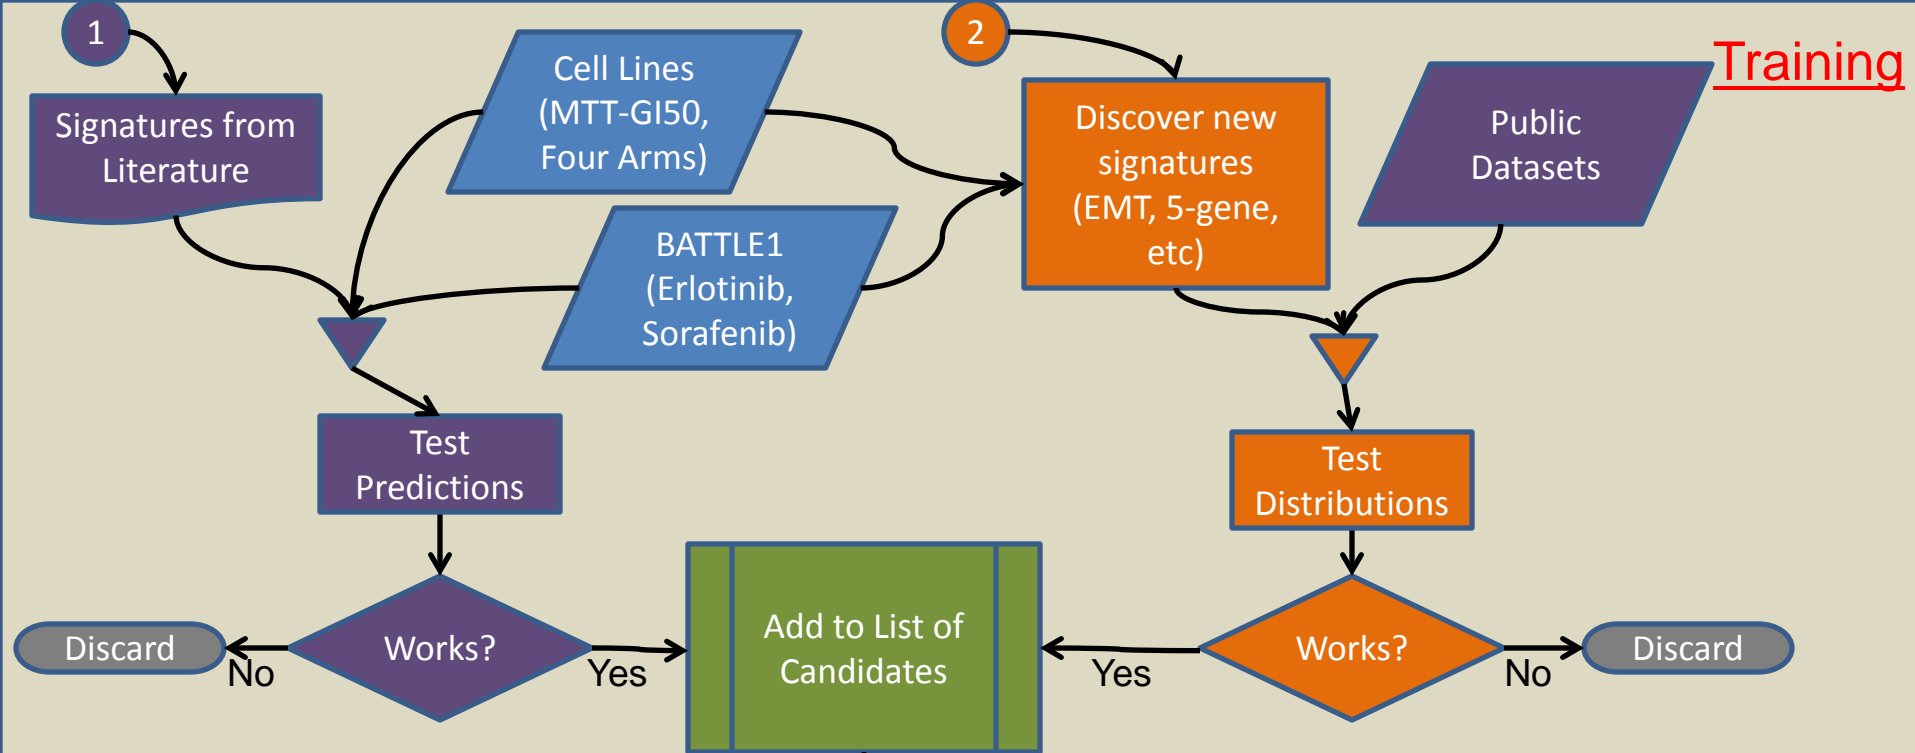 1
2
Training
Signatures from
Literature
Cell Lines
(MTT-GI50,
Four Arms)
BATTLE1
(Erlotinib,
Sorafenib)
Discover new
signatures
(EMT, 5-gene,
etc)
Public
Datasets
Test
Predictions
Test
Distributions
Discard
No
Works?
Yes
Add to List of
Candidates
Yes
Works?
No
Discard